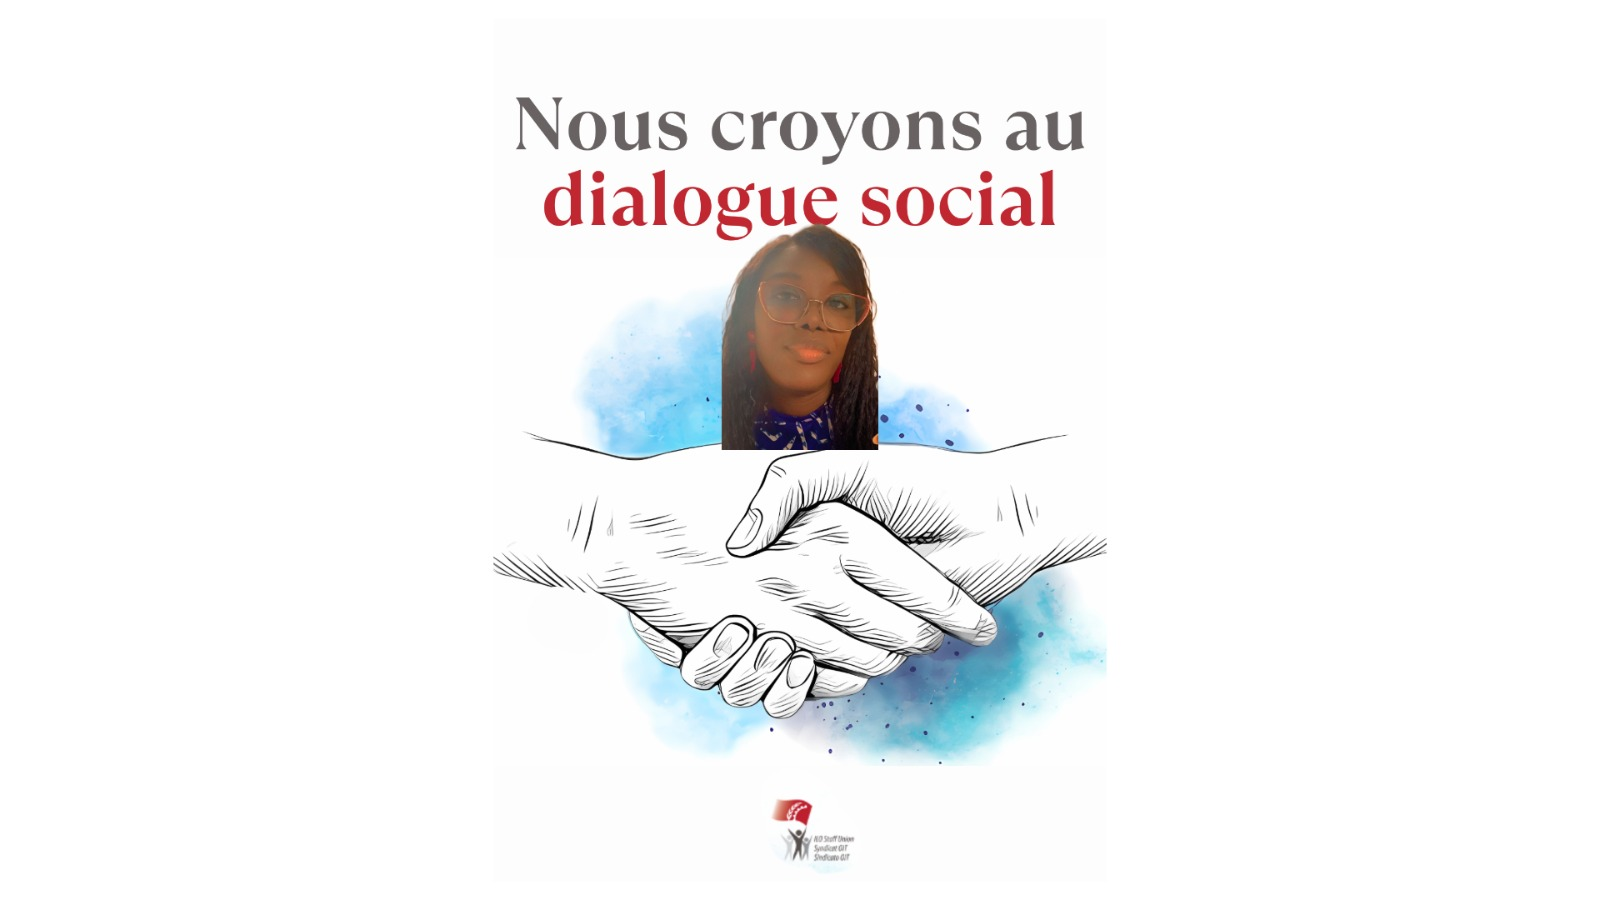 Nous croyons au
dialogue social
ILO Staff Union
Syndicat OIT
Sindicato OIT